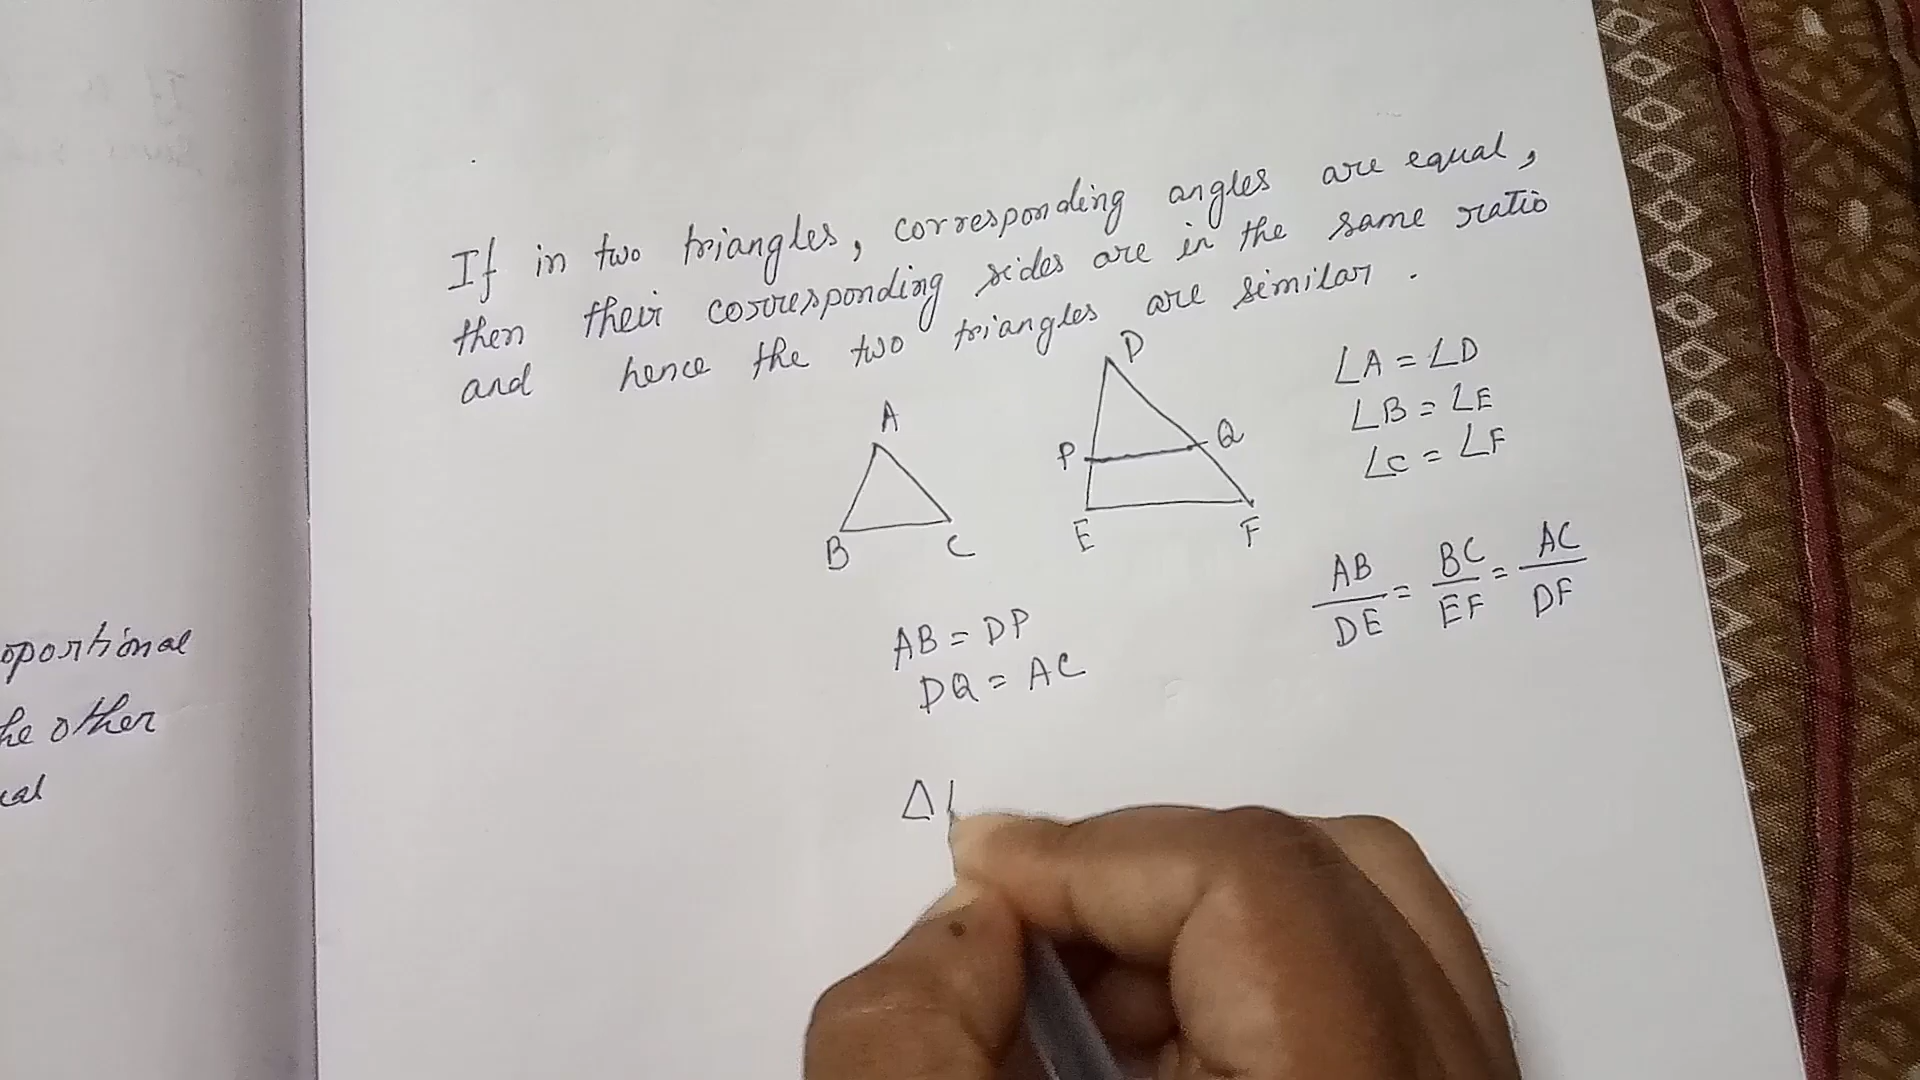 If in two triangles, corresponding angles are equal,
then their corresponding sides are in the same ratio
and hence the two triangles are similar.
D
A
P
Q
B
C
E
F
∠A = ∠D
∠B = ∠E
∠C = ∠F
AB/DE = BC/EF = AC/DF
AB = DP
DQ = AC
Δ
oportional
he other